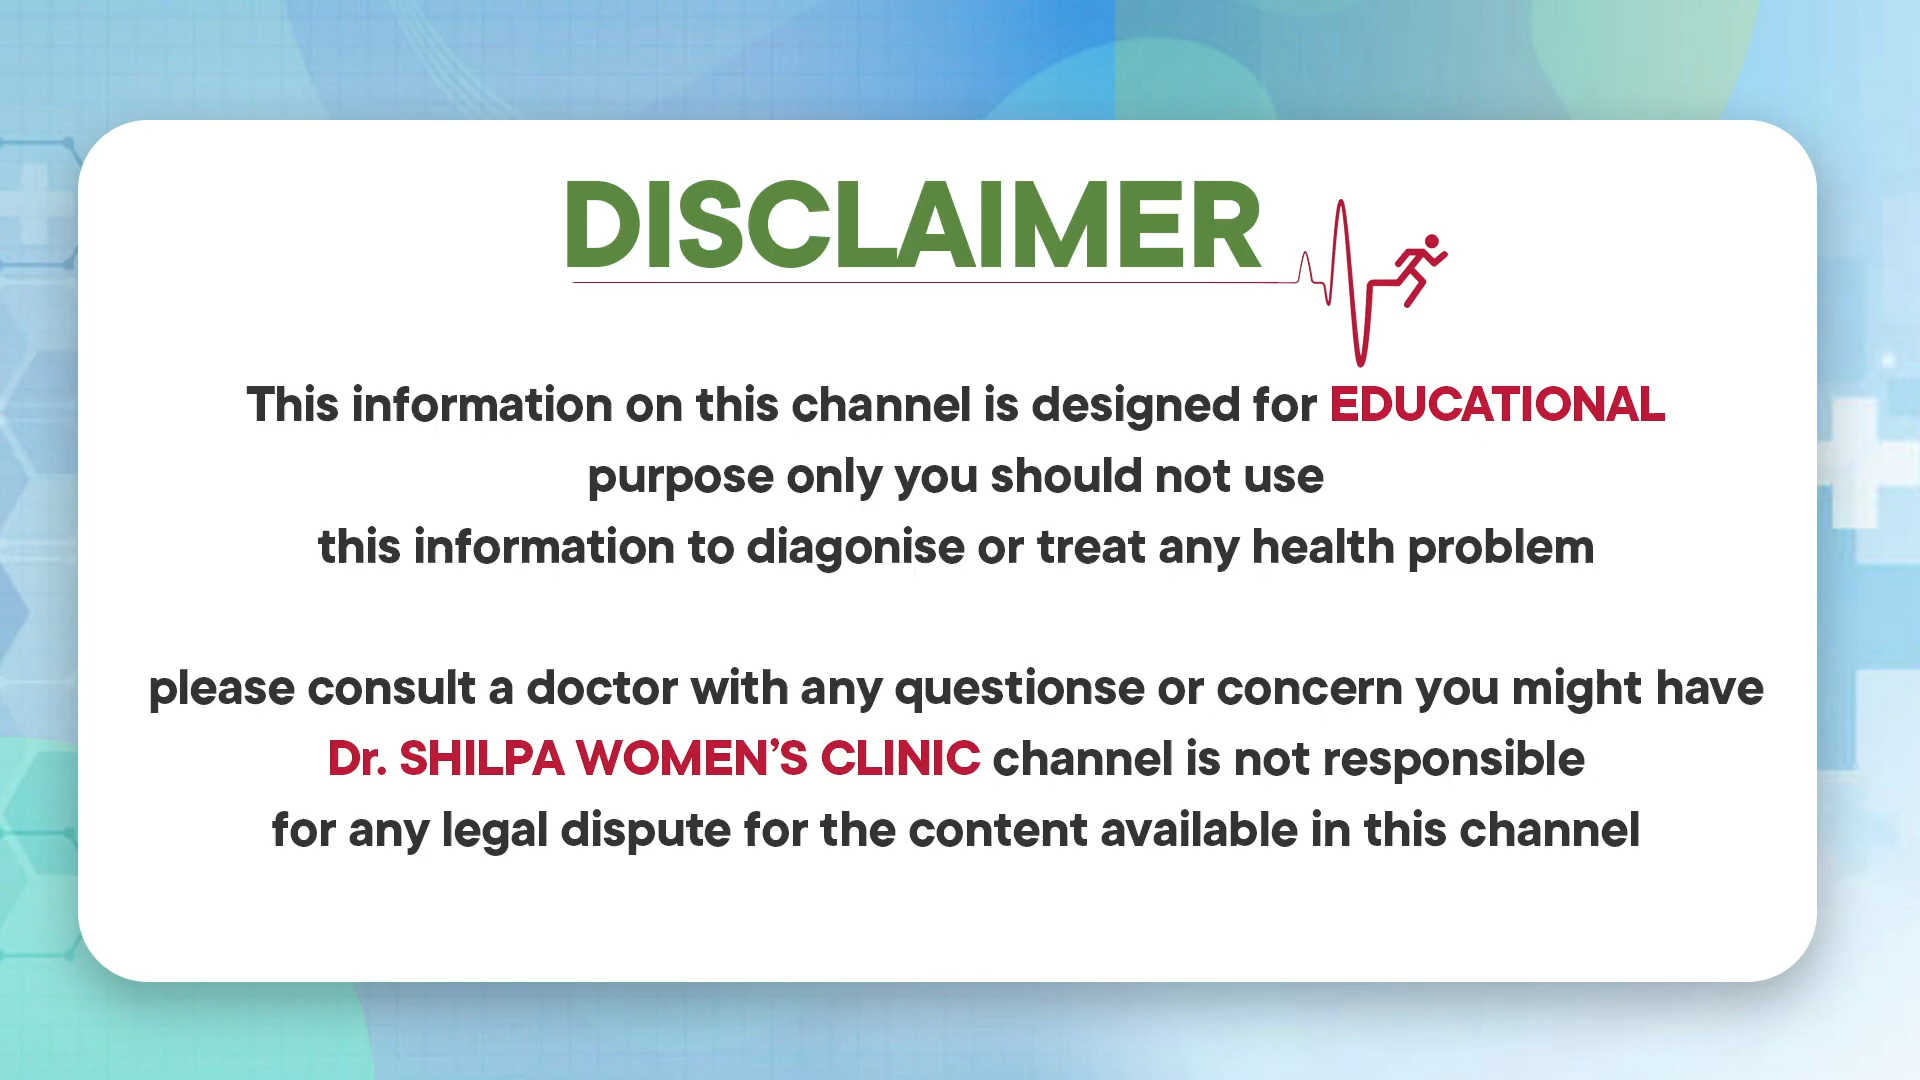 DISCLAIMER
This information on this channel is designed for EDUCATIONAL
purpose only you should not use
this information to diagonise or treat any health problem
please consult a doctor with any questionse or concern you might have
Dr. SHILPA WOMEN’S CLINIC channel is not responsible
for any legal dispute for the content available in this channel